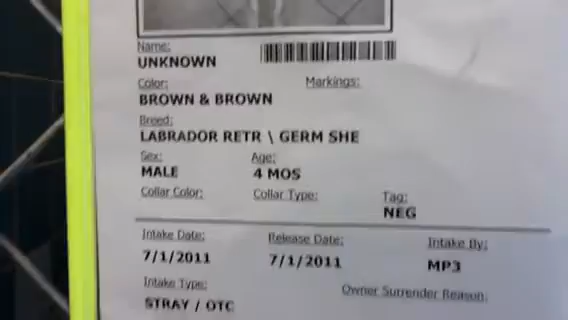 Name:
UNKNOWN
Color: Markings:
BROWN & BROWN
Breed:
LABRADOR RETR \ GERM SHE
Sex: Age:
MALE 4 MOS
Collar Color: Collar Type: Tag:
NEG
Intake Date: Release Date: Intake By:
7/1/2011 7/1/2011 MP3
Intake Type: Owner Surrender Reason:
STRAY / OTC